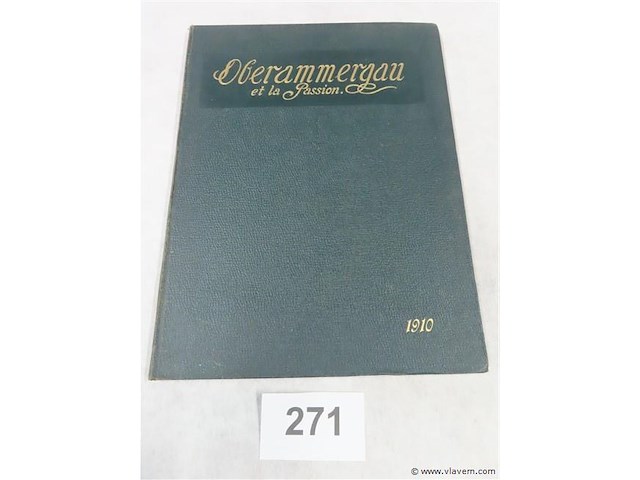 Oberammergau
et la Passion.
1910
271
© www.vlavem.com